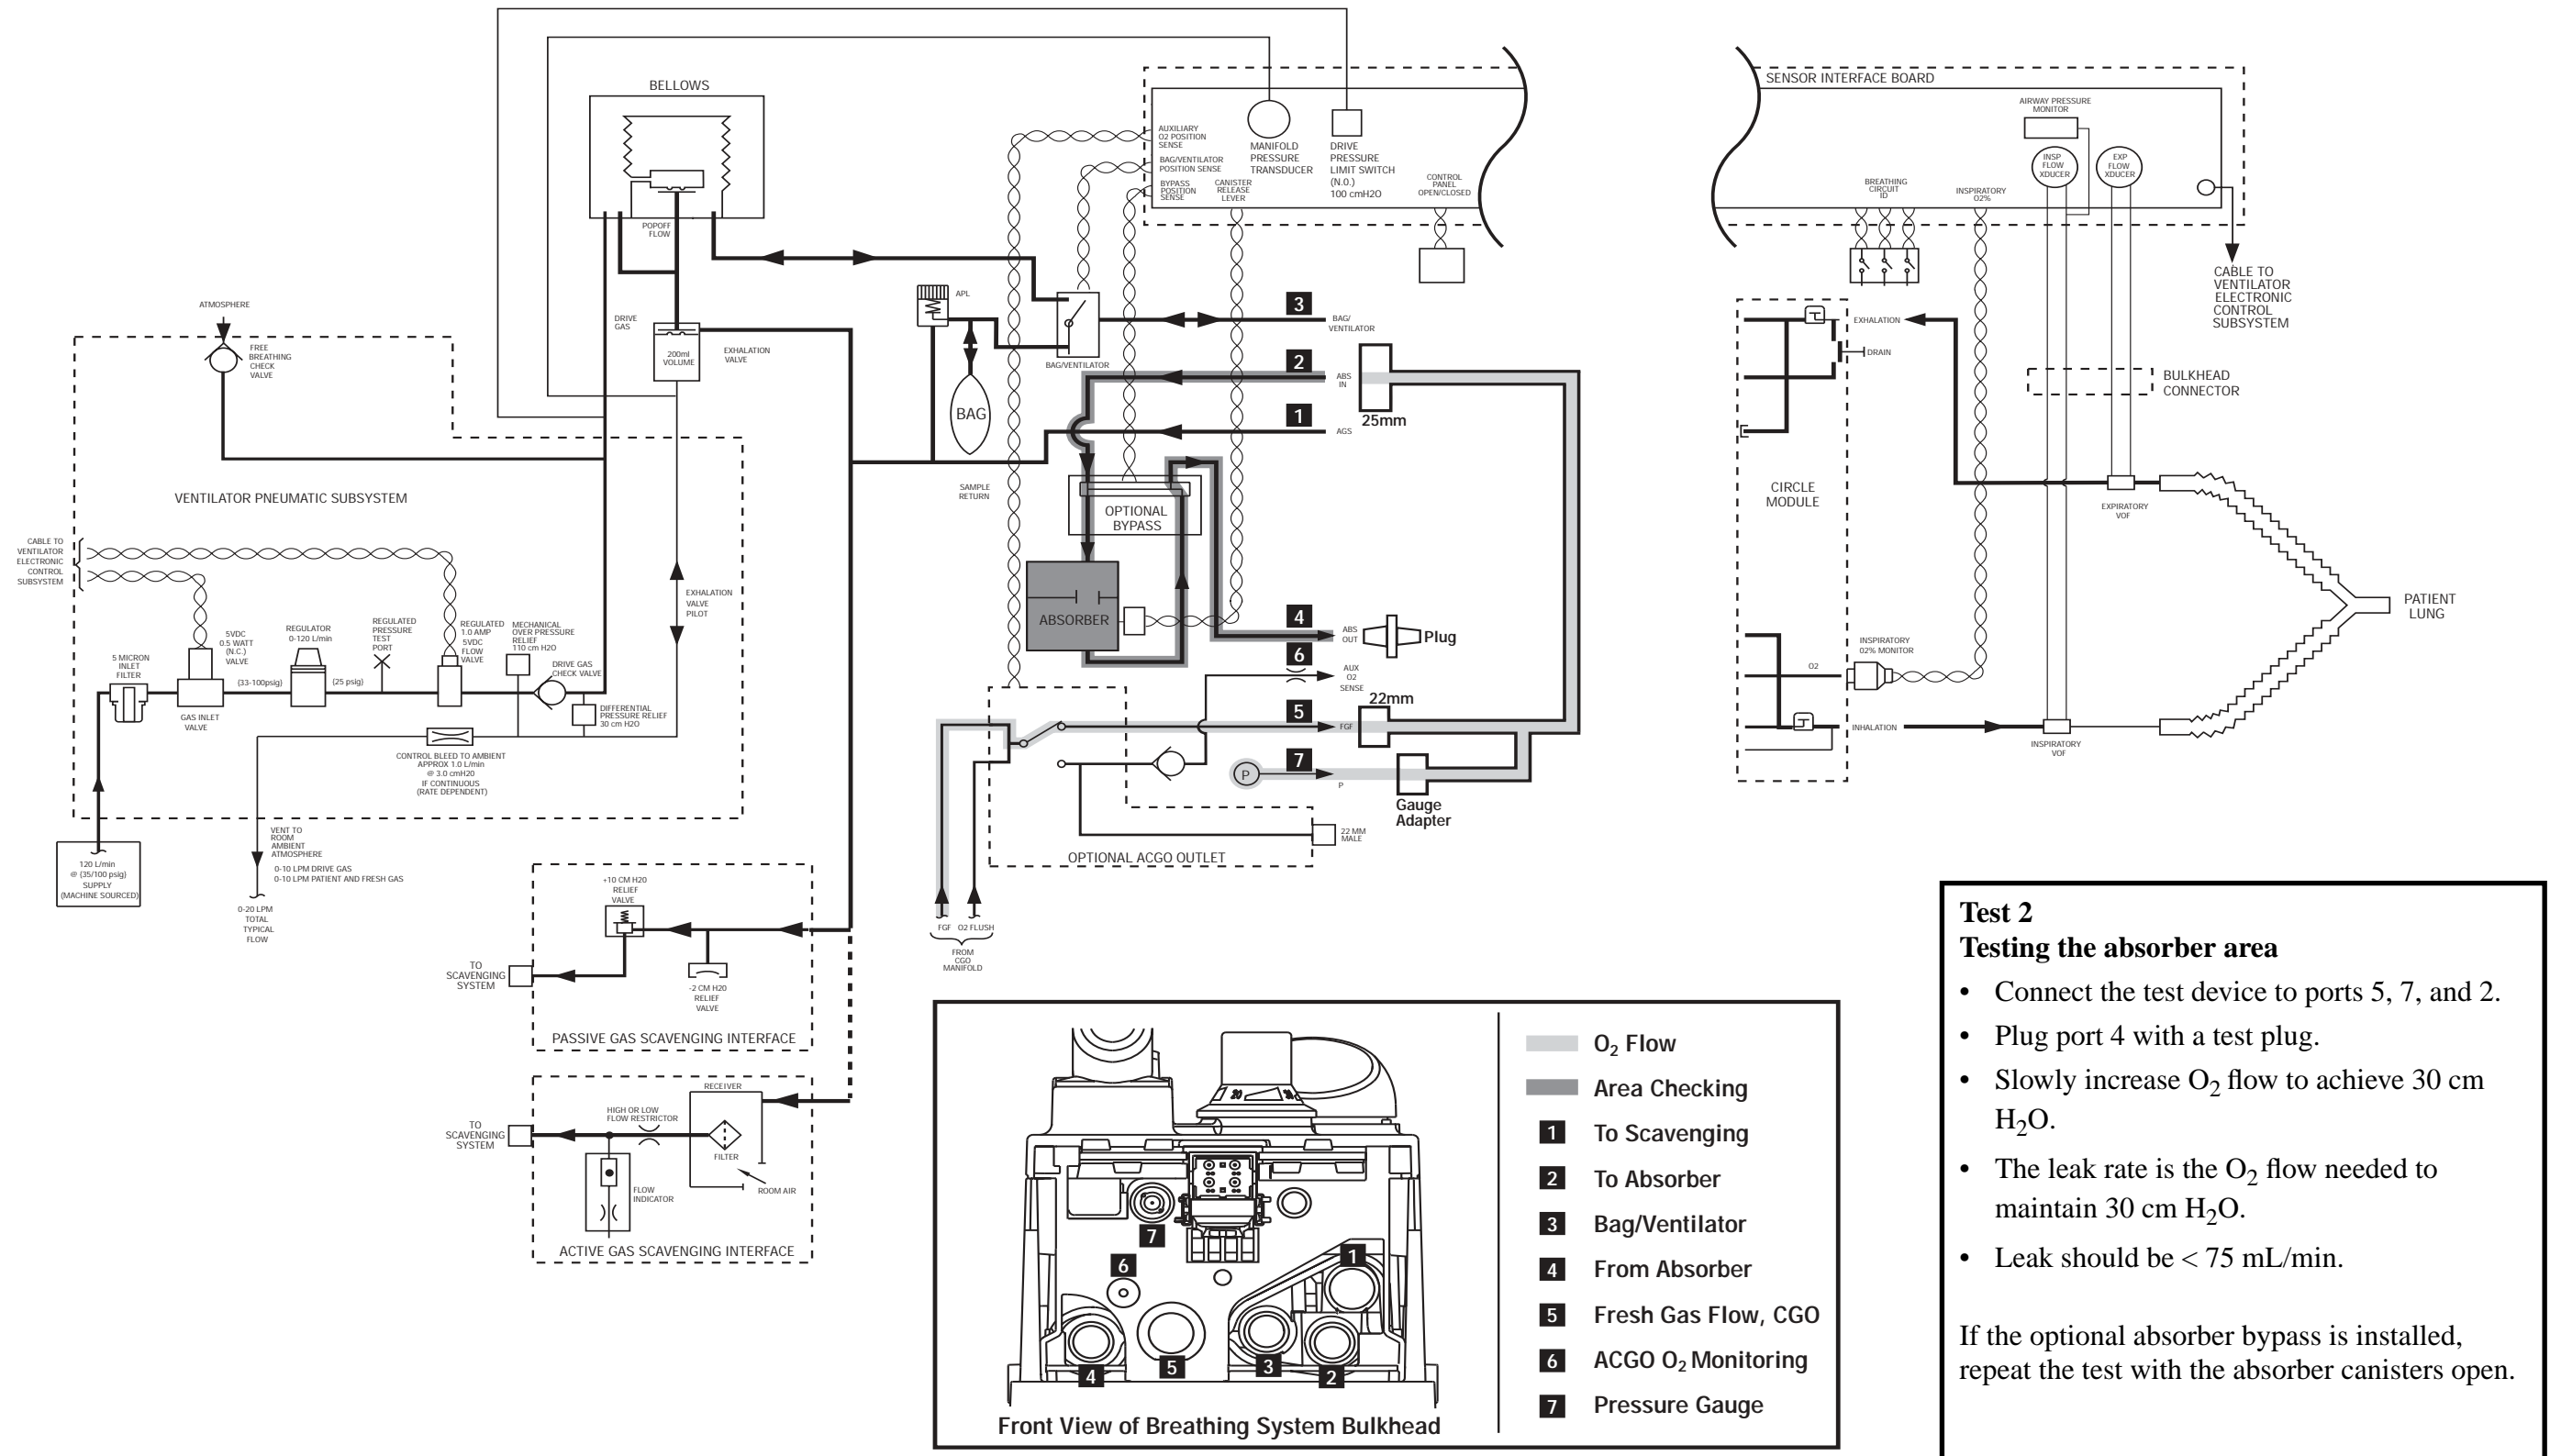 BELLOWS
POPOFF
FLOW
ATMOSPHERE
FREE
BREATHING
CHECK
VALVE
DRIVE
GAS
200ml
VOLUME
EXHALATION
VALVE
VENTILATOR PNEUMATIC SUBSYSTEM
CABLE TO
VENTILATOR
ELECTRONIC
CONTROL
SUBSYSTEM
5 MICRON
INLET
FILTER
5VDC
0.5 WATT
(N.C.)
VALVE
GAS INLET
VALVE
(33-100psig)
REGULATOR
0-120 L/min
(25 psig)
REGULATED
PRESSURE
TEST
PORT
REGULATED
1.0 AMP
5VDC
FLOW
VALVE
MECHANICAL
OVER PRESSURE
RELIEF
110 cm H2O
DRIVE GAS
CHECK VALVE
DIFFERENTIAL
PRESSURE RELIEF
30 cm H2O
EXHALATION
VALVE
PILOT
CONTROL BLEED TO AMBIENT
APPROX 1.0 L/min
@ 3.0 cmH20
IF CONTINUOUS
(RATE DEPENDENT)
120 L/min
@ (35/100 psig)
SUPPLY
(MACHINE SOURCED)
VENT TO
ROOM
AMBIENT
ATMOSPHERE
0-10 LPM DRIVE GAS
0-10 LPM PATIENT AND FRESH GAS
0-20 LPM
TOTAL
TYPICAL
FLOW
+10 CM H20
RELIEF
VALVE
-2 CM H20
RELIEF
VALVE
TO
SCAVENGING
SYSTEM
PASSIVE GAS SCAVENGING INTERFACE
RECEIVER
HIGH OR LOW
FLOW RESTRICTOR
TO
SCAVENGING
SYSTEM
FILTER
FLOW
INDICATOR
ROOM AIR
ACTIVE GAS SCAVENGING INTERFACE
AUXILIARY
O2 POSITION
SENSE
BAG/VENTILATOR
POSITION SENSE
BYPASS
POSITION
SENSE
CANISTER
RELEASE
LEVER
MANIFOLD
PRESSURE
TRANSDUCER
DRIVE
PRESSURE
LIMIT SWITCH
(N.O.)
100 cmH2O
CONTROL
PANEL
OPEN/CLOSED
APL
BAG
BAG/VENTILATOR
3
BAG/
VENTILATOR
2
ABS
IN
25mm
1
AGS
SAMPLE
RETURN
OPTIONAL
BYPASS
ABSORBER
4
ABS
OUT
Plug
6
AUX
O2
SENSE
22mm
5
FGF
7
P
P
Gauge
Adapter
22 MM
MALE
OPTIONAL ACGO OUTLET
FGF
O2 FLUSH
FROM
CGO
MANIFOLD
SENSOR INTERFACE BOARD
AIRWAY PRESSURE
MONITOR
INSP
FLOW
XDUCER
EXP
FLOW
XDUCER
BREATHING
CIRCUIT
ID
INSPIRATORY
O2%
CABLE TO
VENTILATOR
ELECTRONIC
CONTROL
SUBSYSTEM
EXHALATION
DRAIN
BULKHEAD
CONNECTOR
CIRCLE
MODULE
EXPIRATORY
VOF
PATIENT
LUNG
INSPIRATORY
02% MONITOR
O2
INHALATION
INSPIRATORY
VOF
7
6
1
4
5
3
2
Front View of Breathing System Bulkhead
O2 Flow
Area Checking
1 To Scavenging
2 To Absorber
3 Bag/Ventilator
4 From Absorber
5 Fresh Gas Flow, CGO
6 ACGO O2 Monitoring
7 Pressure Gauge
Test 2
Testing the absorber area
• Connect the test device to ports 5, 7, and 2.
• Plug port 4 with a test plug.
• Slowly increase O2 flow to achieve 30 cm
H2O.
• The leak rate is the O2 flow needed to
maintain 30 cm H2O.
• Leak should be < 75 mL/min.
If the optional absorber bypass is installed,
repeat the test with the absorber canisters open.